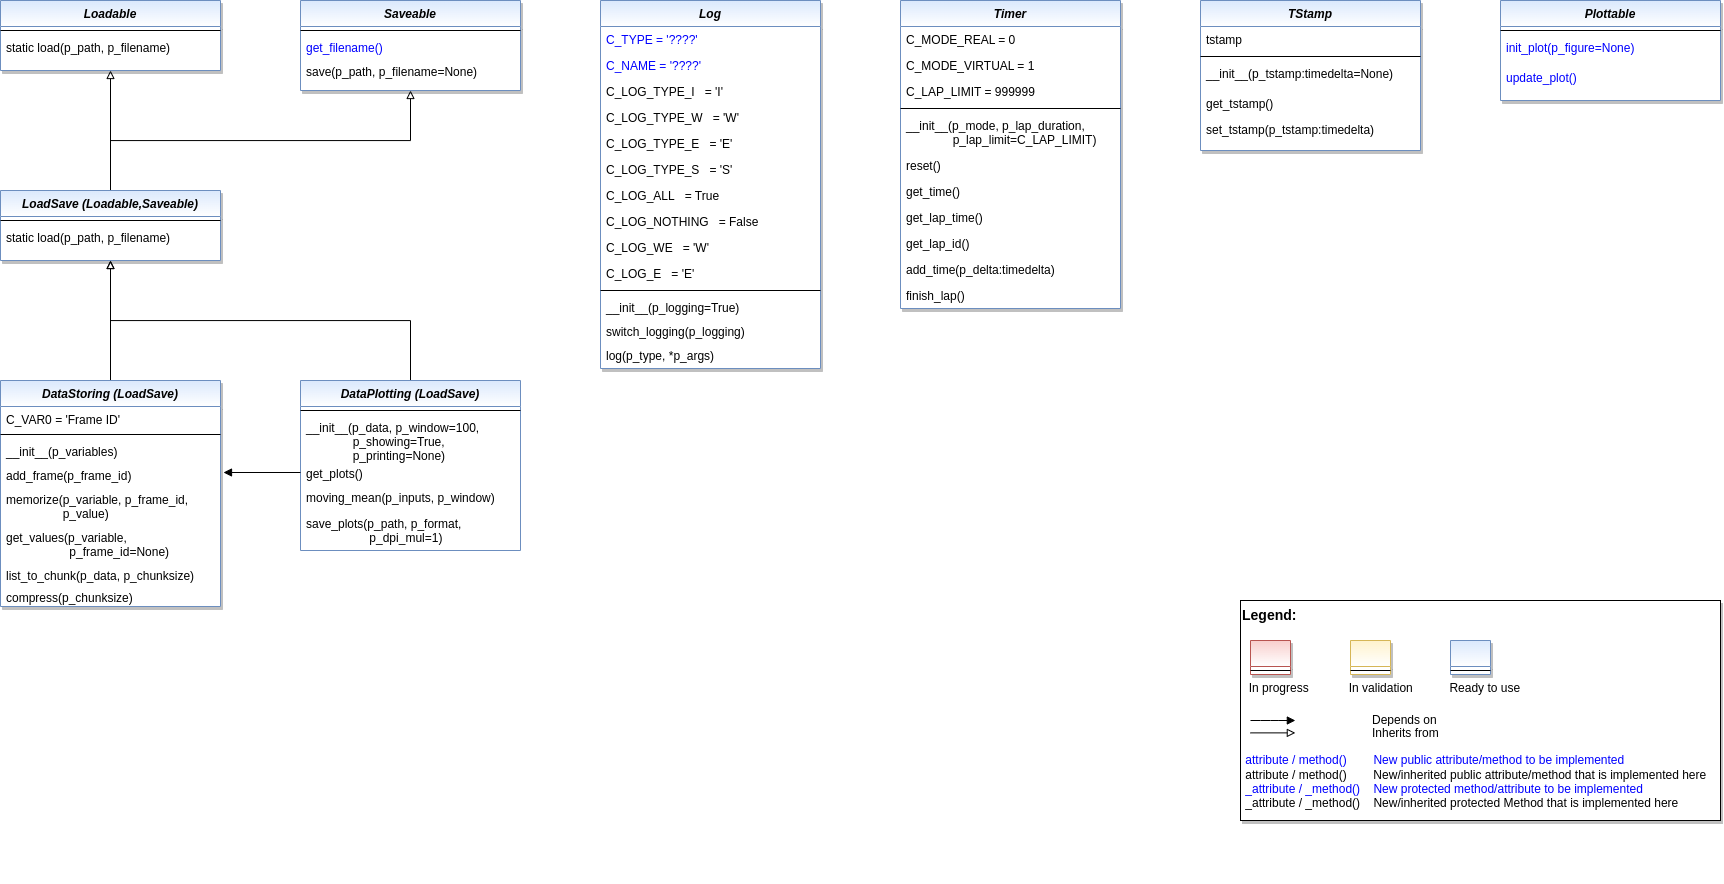 Loadable
static load(p_path, p_filename)
Saveable
get_filename()
save(p_path, p_filename=None)
Log
C_TYPE = '????'
C_NAME = '????'
C_LOG_TYPE_I   = 'I'
C_LOG_TYPE_W   = 'W'
C_LOG_TYPE_E   = 'E'
C_LOG_TYPE_S   = 'S'
C_LOG_ALL   = True
C_LOG_NOTHING   = False
C_LOG_WE   = 'W'
C_LOG_E   = 'E'
__init__(p_logging=True)
switch_logging(p_logging)
log(p_type, *p_args)
Timer
C_MODE_REAL = 0
C_MODE_VIRTUAL = 1
C_LAP_LIMIT = 999999
__init__(p_mode, p_lap_duration,
p_lap_limit=C_LAP_LIMIT)
reset()
get_time()
get_lap_time()
get_lap_id()
add_time(p_delta:timedelta)
finish_lap()
TStamp
tstamp
__init__(p_tstamp:timedelta=None)
get_tstamp()
set_tstamp(p_tstamp:timedelta)
Plottable
init_plot(p_figure=None)
update_plot()
LoadSave (Loadable,Saveable)
static load(p_path, p_filename)
DataStoring (LoadSave)
C_VAR0 = 'Frame ID'
__init__(p_variables)
add_frame(p_frame_id)
memorize(p_variable, p_frame_id,
p_value)
get_values(p_variable,
p_frame_id=None)
list_to_chunk(p_data, p_chunksize)
compress(p_chunksize)
DataPlotting (LoadSave)
__init__(p_data, p_window=100,
p_showing=True,
p_printing=None)
get_plots()
moving_mean(p_inputs, p_window)
save_plots(p_path, p_format,
p_dpi_mul=1)
Legend:
In progress
In validation
Ready to use
Depends on
Inherits from
attribute / method() New public attribute/method to be implemented
attribute / method() New/inherited public attribute/method that is implemented here
_attribute / _method() New protected method/attribute to be implemented
_attribute / _method() New/inherited protected Method that is implemented here